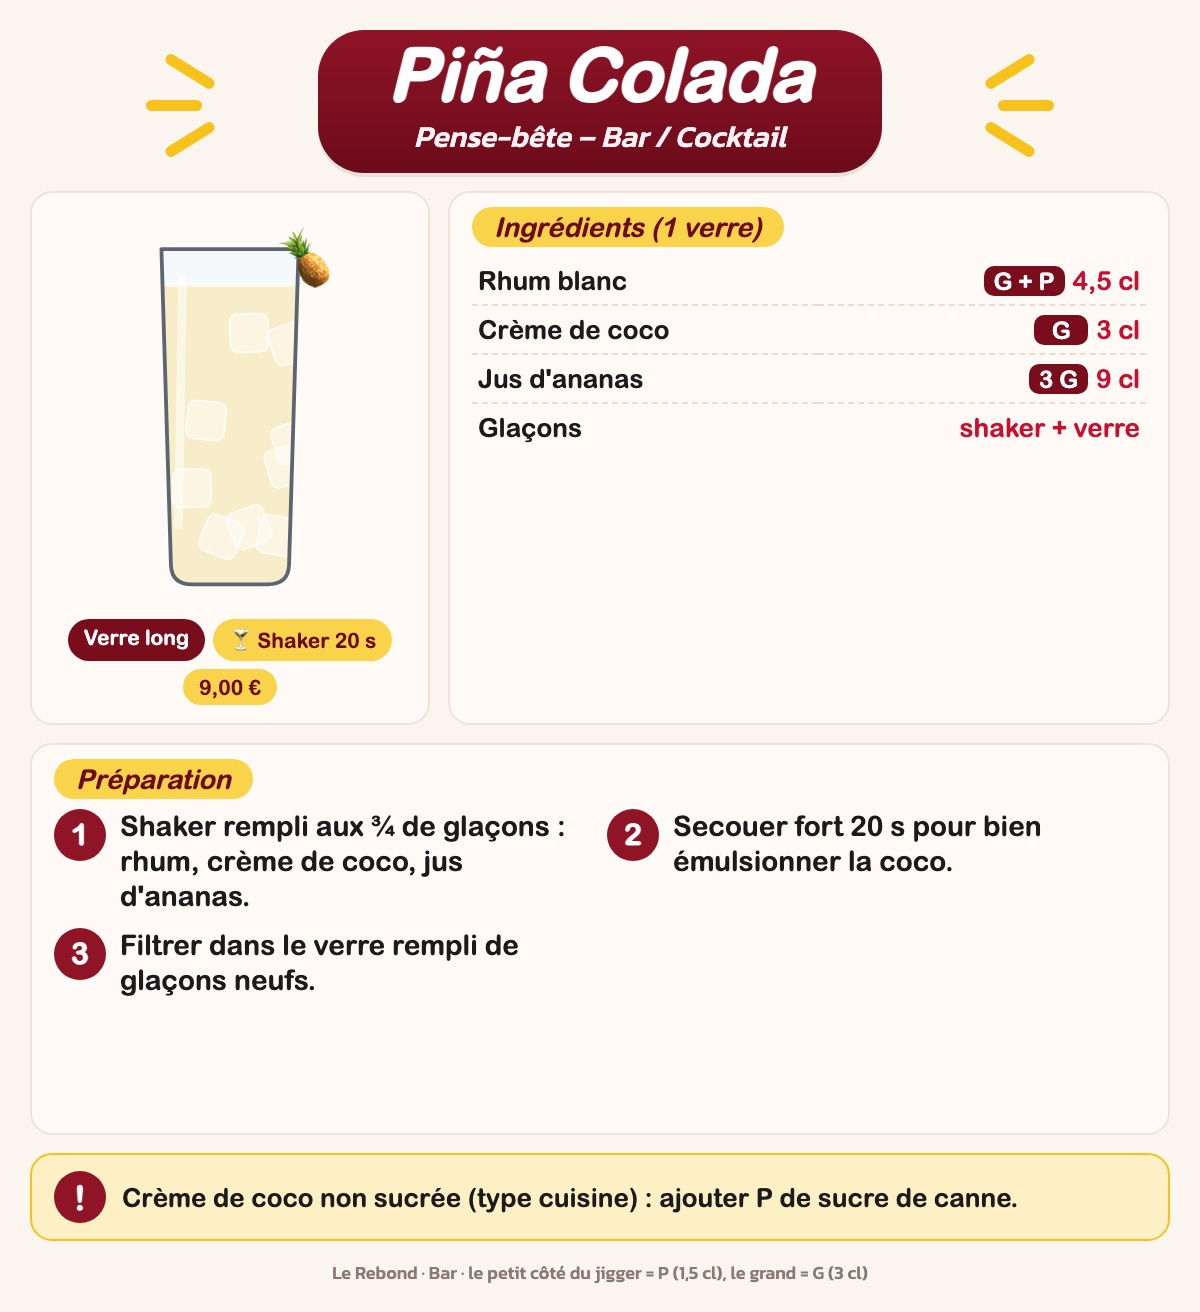 Piña Colada
Pense-bête – Bar / Cocktail
Verre long
Shaker 20 s
9,00 €
Ingrédients (1 verre)
Rhum blanc G + P 4,5 cl
Crème de coco G 3 cl
Jus d'ananas 3 G 9 cl
Glaçons shaker + verre
Préparation
1 Shaker rempli aux ¾ de glaçons :
rhum, crème de coco, jus
d'ananas.
2 Secouer fort 20 s pour bien
émulsionner la coco.
3 Filtrer dans le verre rempli de
glaçons neufs.
! Crème de coco non sucrée (type cuisine) : ajouter P de sucre de canne.
Le Rebond · Bar · le petit côté du jigger = P (1,5 cl), le grand = G (3 cl)